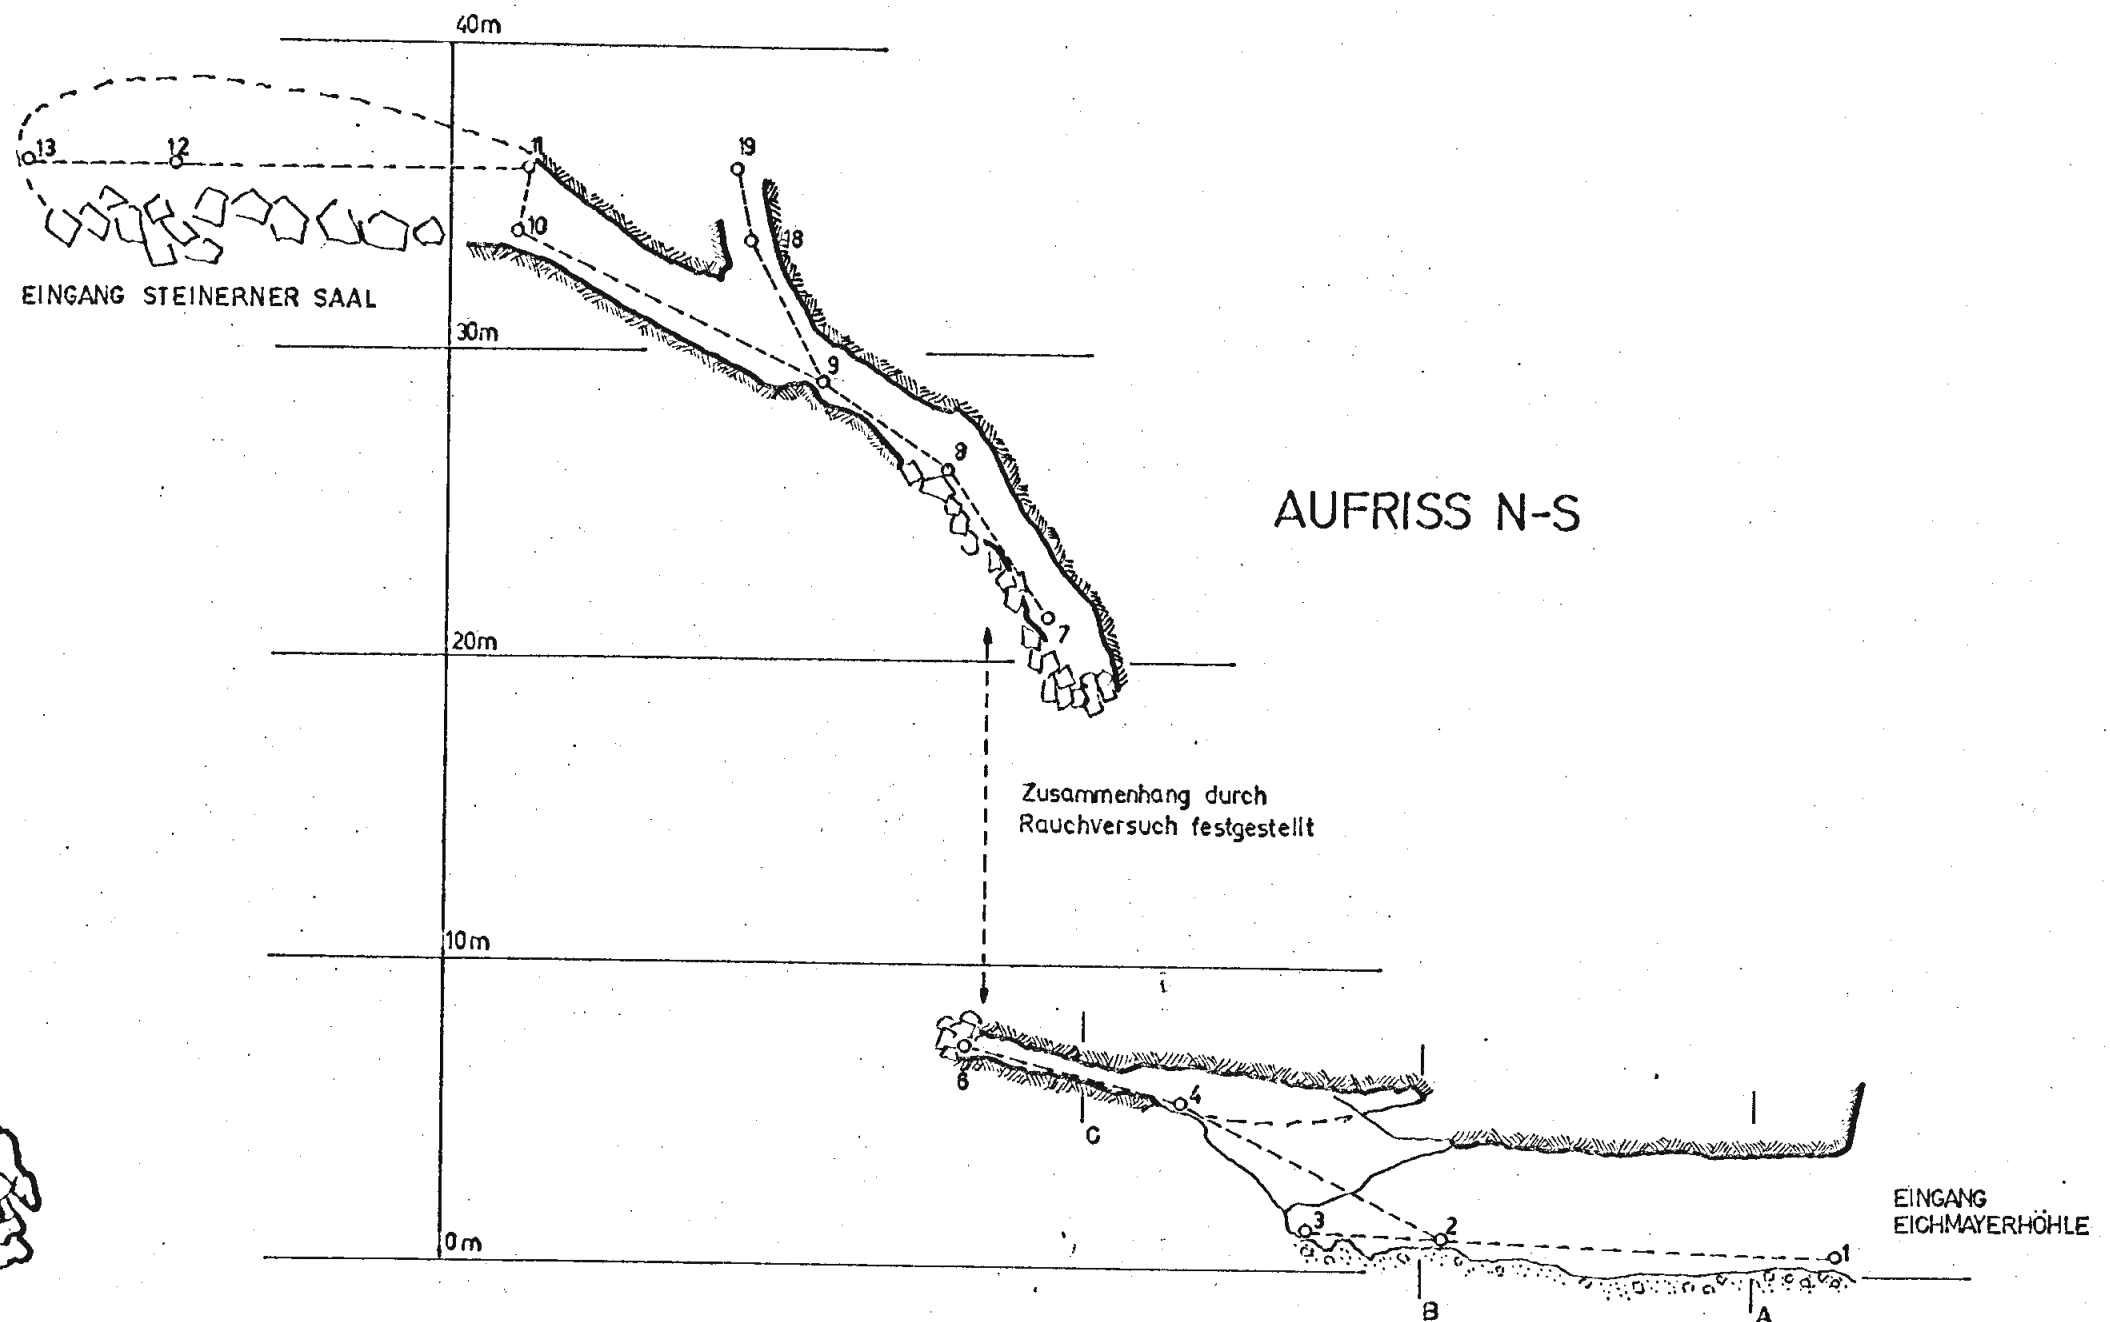 40m
13
12
11
19
10
18
EINGANG STEINERNER SAAL
30m
9
8
AUFRISS N-S
7
20m
Zusammenhang durch
Rauchversuch festgestellt
10m
6
4
C
EINGANG
EICHMAYERHÖHLE
3
2
1
0m
B
A